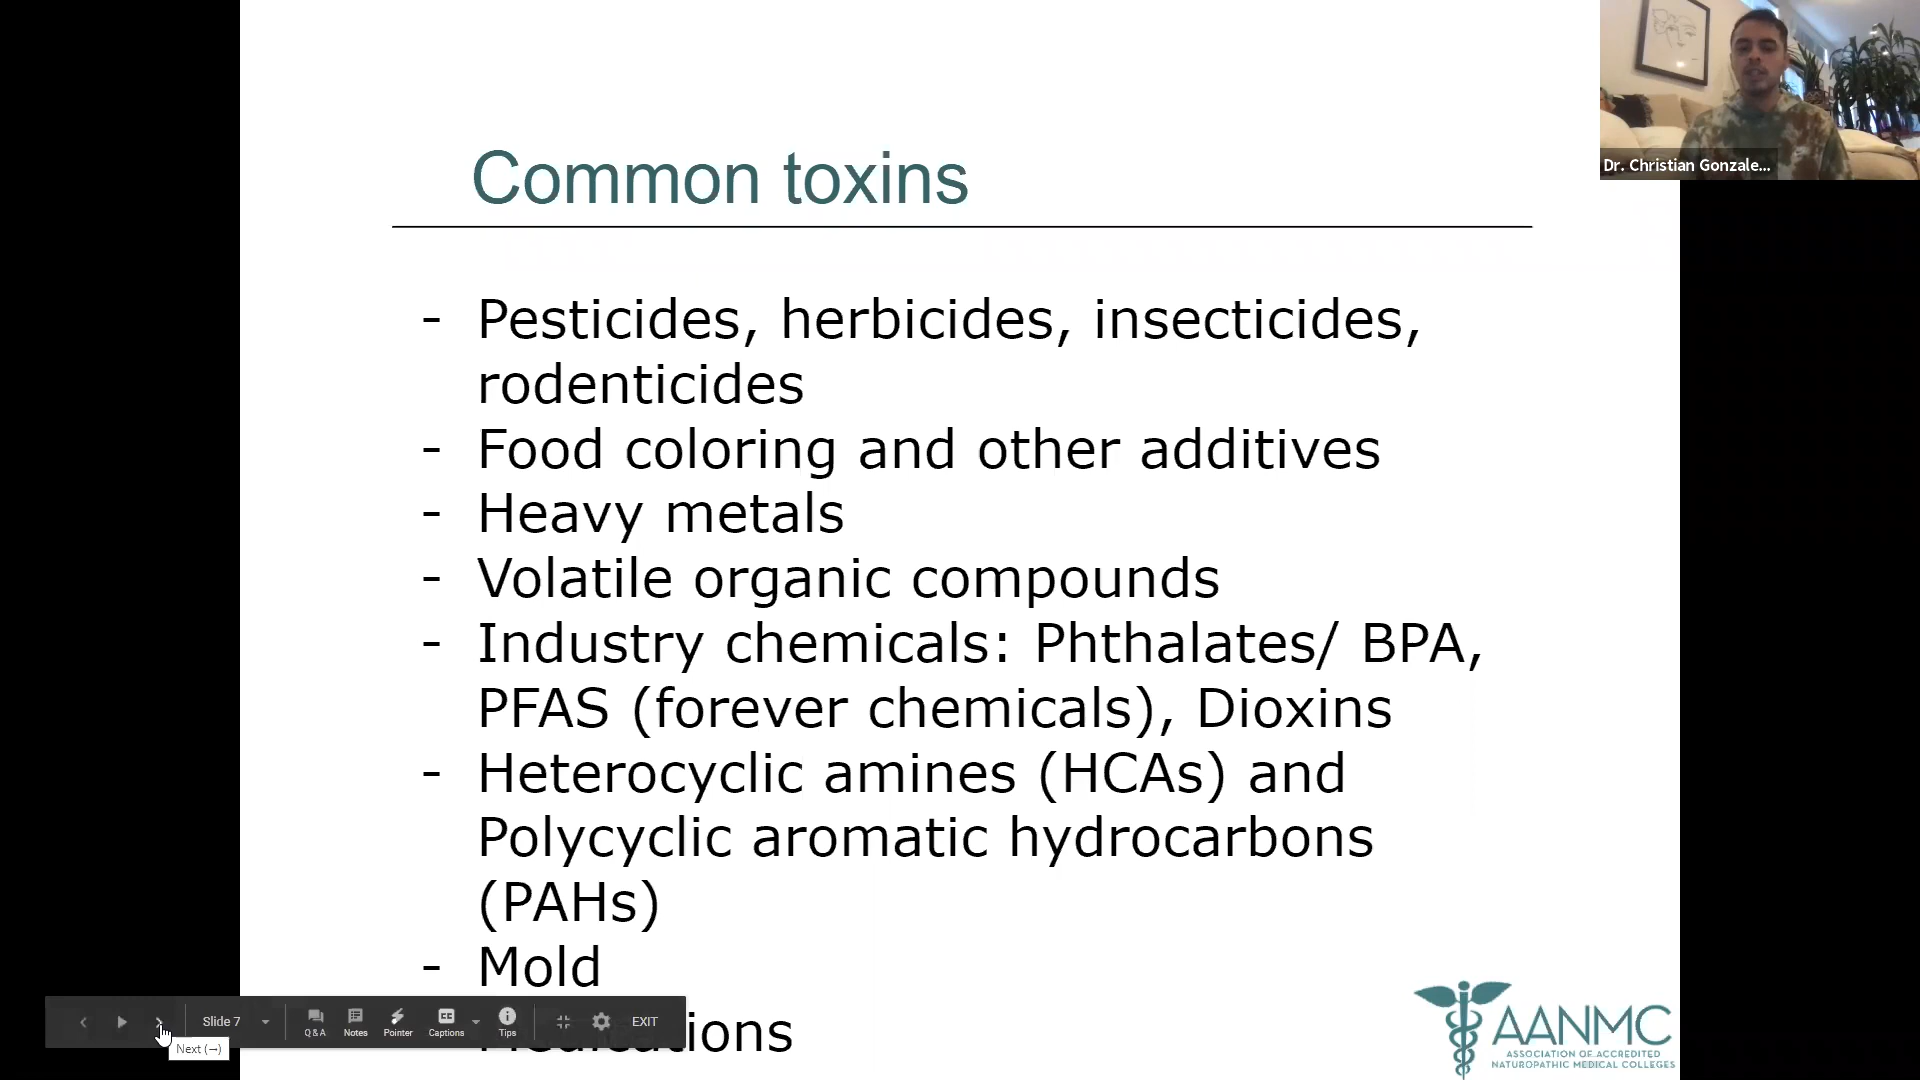 Common toxins
Dr. Christian Gonzale...
- Pesticides, herbicides, insecticides,
rodenticides
- Food coloring and other additives
- Heavy metals
- Volatile organic compounds
- Industry chemicals: Phthalates/ BPA,
PFAS (forever chemicals), Dioxins
- Heterocyclic amines (HCAs) and
Polycyclic aromatic hydrocarbons
(PAHs)
- Mold
Medications
Slide 7
Q&A
Notes
Pointer
Captions
Tips
EXIT
Next (→)
AANMC
ASSOCIATION OF ACCREDITED
NATUROPATHIC MEDICAL COLLEGES